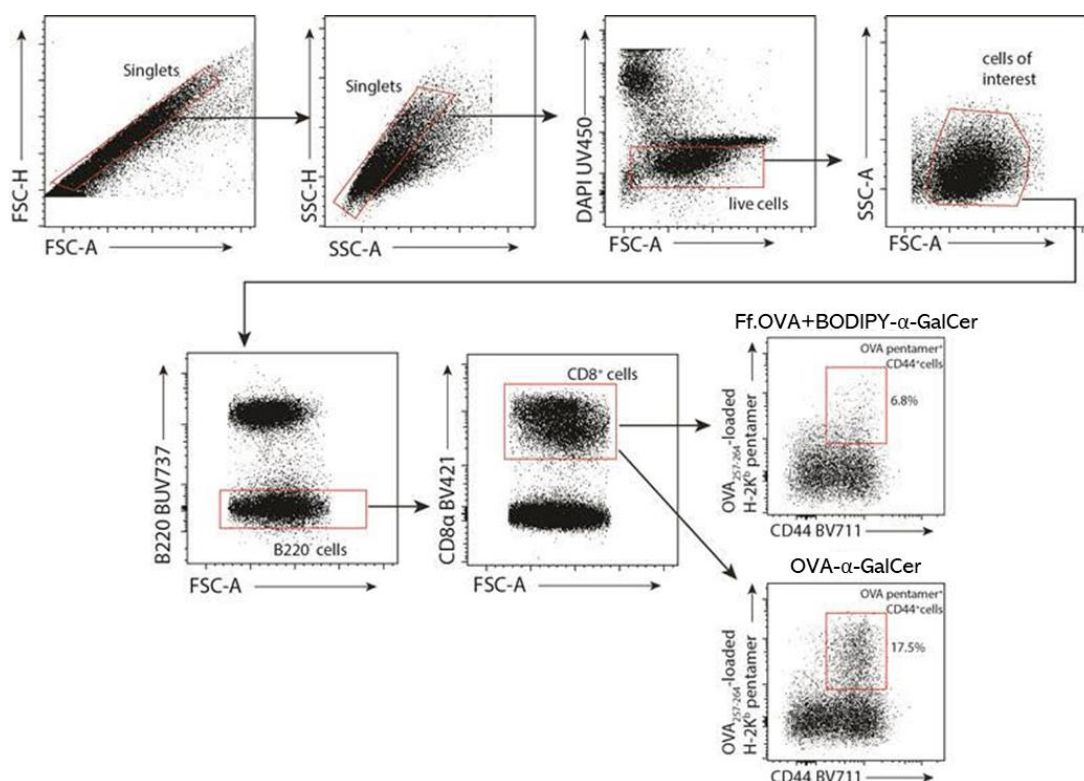 Singlets
FSC-H
FSC-A
Singlets
SSC-H
SSC-A
DAPI UV450
live cells
FSC-A
cells of
interest
SSC-A
FSC-A
B220 BUV737
B220 cells
FSC-A
CD8α BV421
CD8⁺ cells
FSC-A
Ff.OVA+BODIPY-α-GalCer
OVA pentamer⁺
CD44⁺cells
6.8%
OVA₂₅₇₋₂₆₄-loaded
H-2Kᵇ pentamer
CD44 BV711
OVA-α-GalCer
OVA pentamer⁺
CD44⁺cells
17.5%
OVA₂₅₇₋₂₆₄-loaded
H-2Kᵇ pentamer
CD44 BV711